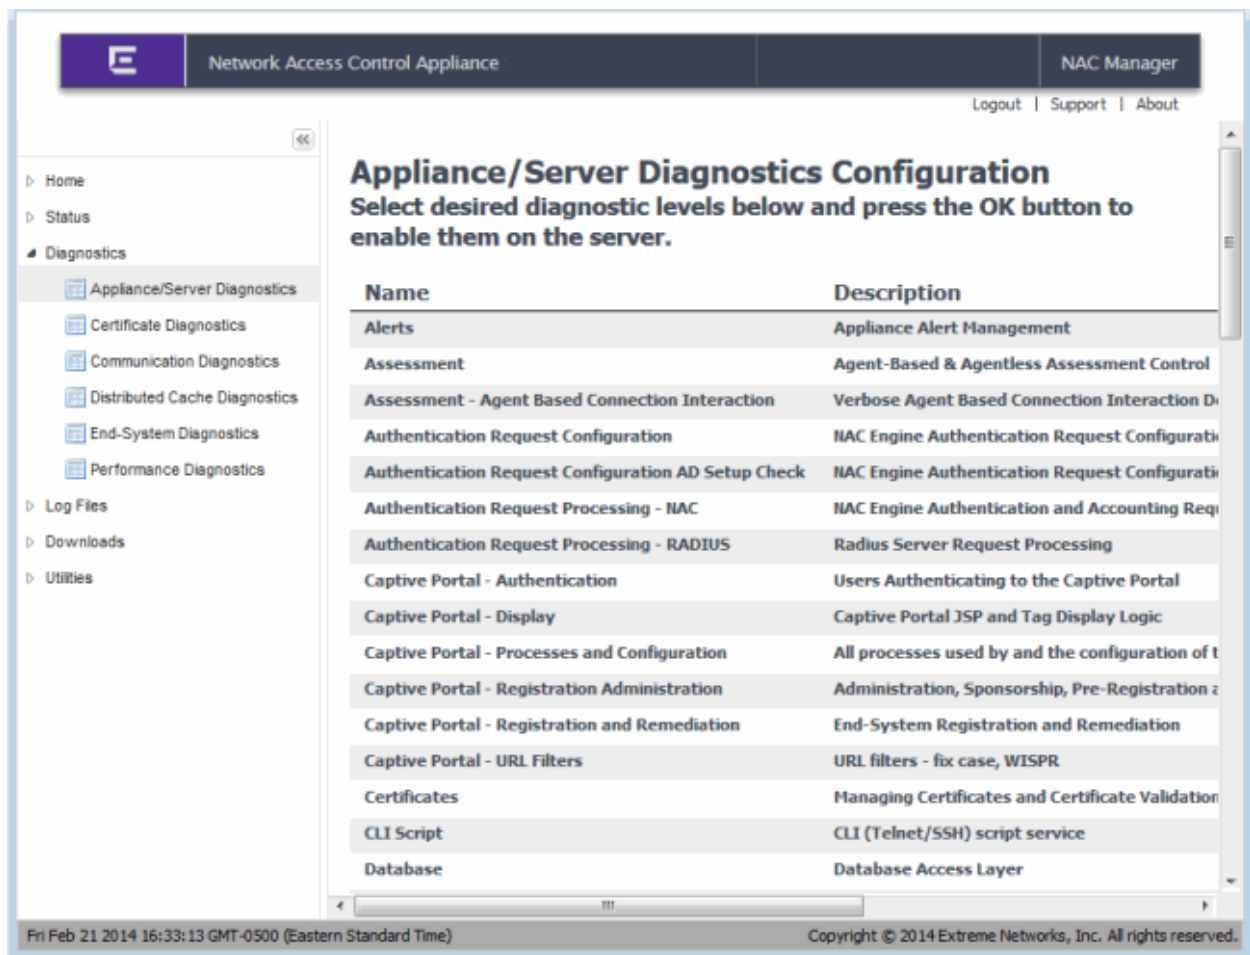 Network Access Control Appliance
NAC Manager
Logout | Support | About
Home
Status
Diagnostics
Appliance/Server Diagnostics
Certificate Diagnostics
Communication Diagnostics
Distributed Cache Diagnostics
End-System Diagnostics
Performance Diagnostics
Log Files
Downloads
Utilities
Appliance/Server Diagnostics Configuration
Select desired diagnostic levels below and press the OK button to
enable them on the server.
Name Description
Alerts Appliance Alert Management
Assessment Agent-Based & Agentless Assessment Control
Assessment - Agent Based Connection Interaction Verbose Agent Based Connection Interaction
Authentication Request Configuration NAC Engine Authentication Request
Authentication Request Configuration AD Setup Check NAC Engine Authentication Request
Authentication Request Processing - NAC NAC Engine Authentication and Accounting
Authentication Request Processing - RADIUS Radius Server Request Processing
Captive Portal - Authentication Users Authenticating to the Captive Portal
Captive Portal - Display Captive Portal JSP and Tag Display Logic
Captive Portal - Processes and Configuration All processes used by and the configuration of
Captive Portal - Registration Administration Administration, Sponsorship, Pre-Registration
Captive Portal - Registration and Remediation End-System Registration and Remediation
Captive Portal - URL Filters URL filters - fix case, WISPR
Certificates Managing Certificates and Certificate Validation
CLI Script CLI (Telnet/SSH) script service
Database Database Access Layer
Fri Feb 21 2014 16:33:13 GMT-0500 (Eastern Standard Time) Copyright © 2014 Extreme Networks, Inc. All rights reserved.